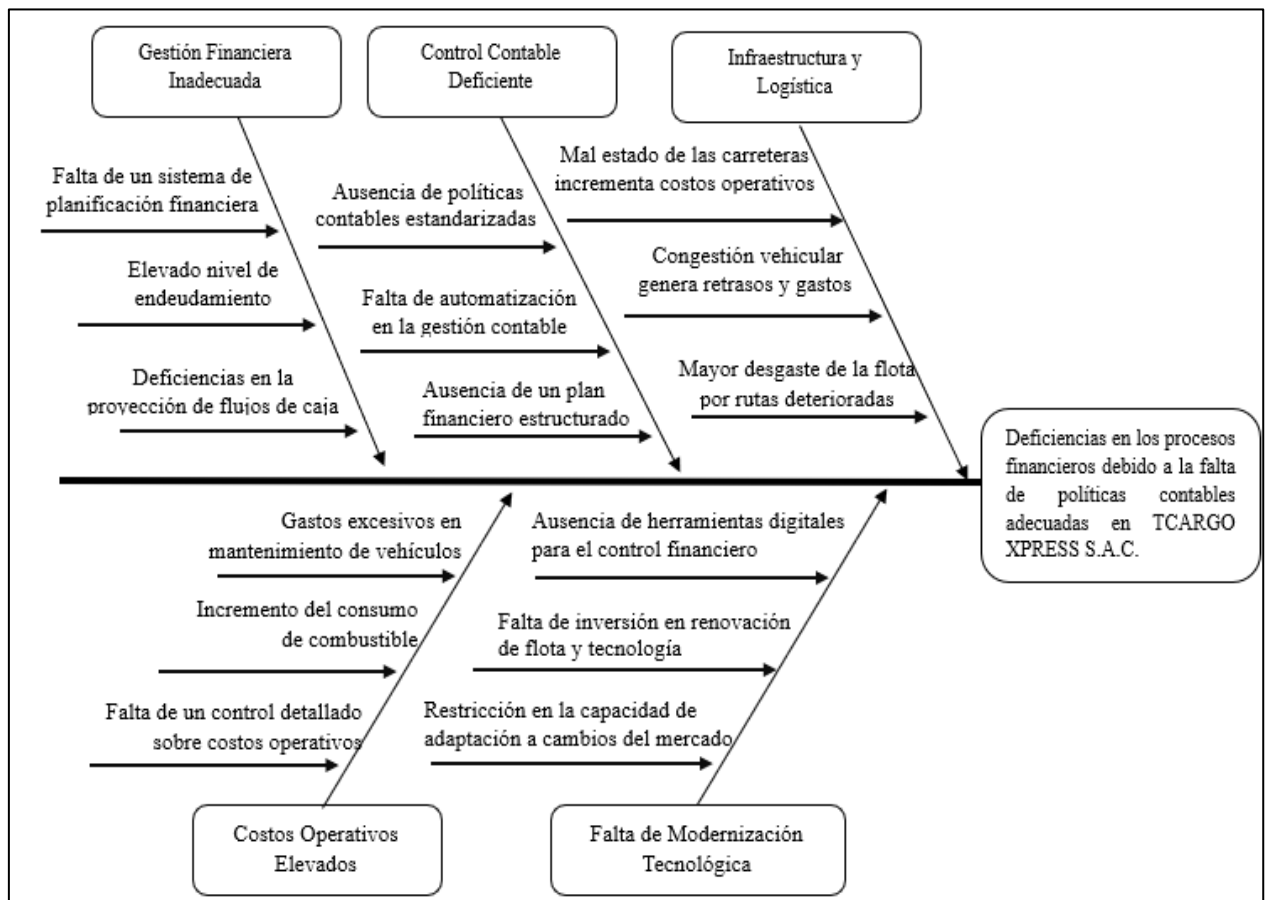 Gestión Financiera
Inadecuada
Control Contable
Deficiente
Infraestructura y
Logística
Falta de un sistema de
planificación financiera
Elevado nivel de
endeudamiento
Deficiencias en la
proyección de flujos de caja
Ausencia de políticas
contables estandarizadas
Falta de automatización
en la gestión contable
Ausencia de un plan
financiero estructurado
Mal estado de las carreteras
incrementa costos operativos
Congestión vehicular
genera retrasos y gastos
Mayor desgaste de la flota
por rutas deterioradas
Deficiencias en los procesos
financieros debido a la falta
de políticas contables
adecuadas en TCARGO
XPRESS S.A.C.
Gastos excesivos en
mantenimiento de vehículos
Incremento del consumo
de combustible
Falta de un control detallado
sobre costos operativos
Ausencia de herramientas digitales
para el control financiero
Falta de inversión en renovación
de flota y tecnología
Restricción en la capacidad de
adaptación a cambios del mercado
Costos Operativos
Elevados
Falta de Modernización
Tecnológica